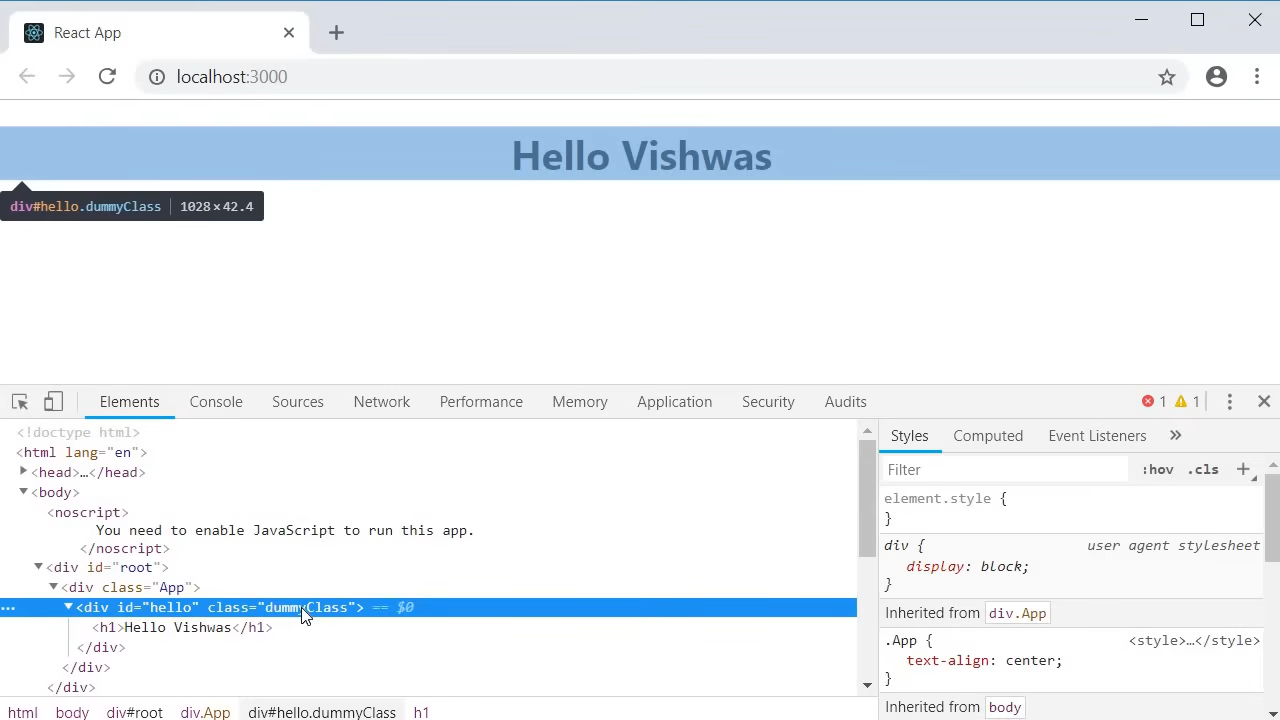 React App
localhost:3000
Hello Vishwas
div#hello.dummyClass 1028×42.4
Elements Console Sources Network Performance Memory Application Security Audits 1 1
<!doctype html>
<html lang="en">
<head>…</head>
<body>
<noscript>
You need to enable JavaScript to run this app.
</noscript>
<div id="root">
<div class="App">
… <div id="hello" class="dummyClass"> == $0
<h1>Hello Vishwas</h1>
</div>
</div>
</div>
html body div#root div.App div#hello.dummyClass h1
Styles Computed Event Listeners »
Filter :hov .cls +
element.style {
}
div { user agent stylesheet
display: block;
}
Inherited from div.App
.App { <style>…</style>
text-align: center;
}
Inherited from body